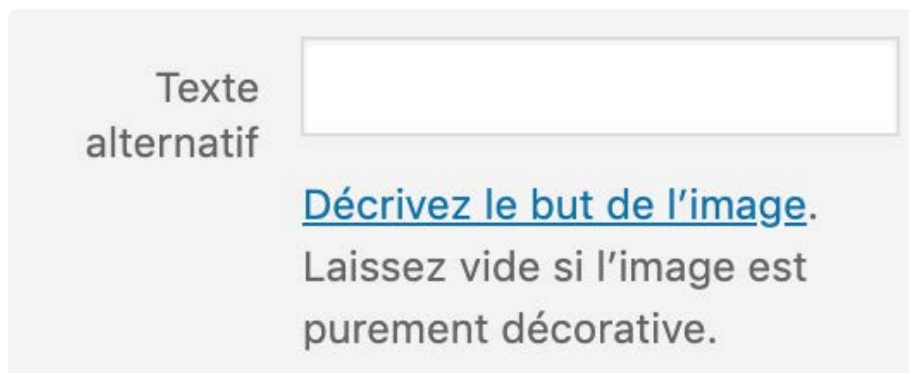 Texte
alternatif
Décrivez le but de l’image.
Laissez vide si l’image est
purement décorative.